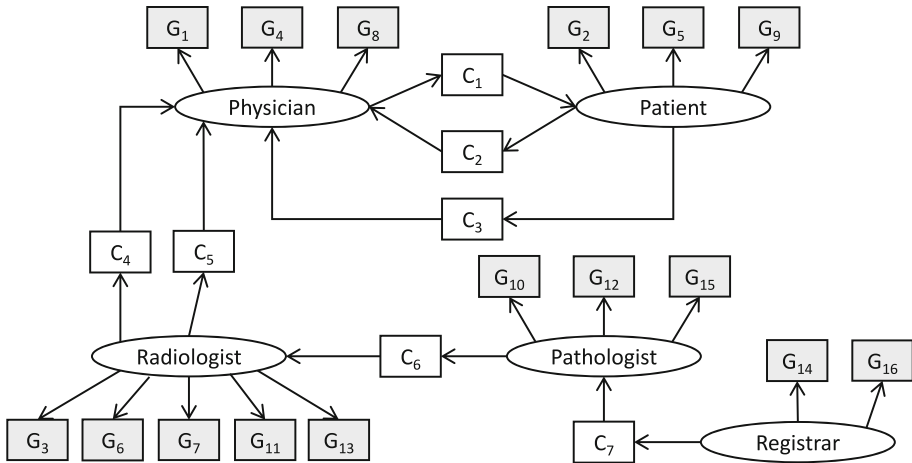 G₁ G₄ G₈ G₂ G₅ G₉
C₁
Physician Patient
C₂
C₃
C₄ C₅
G₁₀ G₁₂ G₁₅
Radiologist C₆ Pathologist
G₁₄ G₁₆
G₃ G₆ G₇ G₁₁ G₁₃ C₇ Registrar